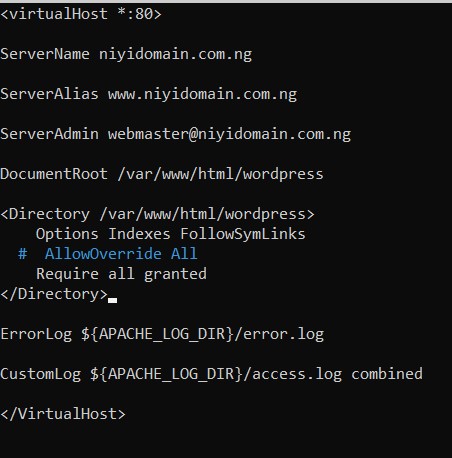 <virtualHost *:80>
ServerName niyidomain.com.ng
ServerAlias www.niyidomain.com.ng
ServerAdmin webmaster@niyidomain.com.ng
DocumentRoot /var/www/html/wordpress
<Directory /var/www/html/wordpress>
    Options Indexes FollowSymLinks
  #  AllowOverride All
    Require all granted
</Directory>
ErrorLog ${APACHE_LOG_DIR}/error.log
CustomLog ${APACHE_LOG_DIR}/access.log combined
</VirtualHost>